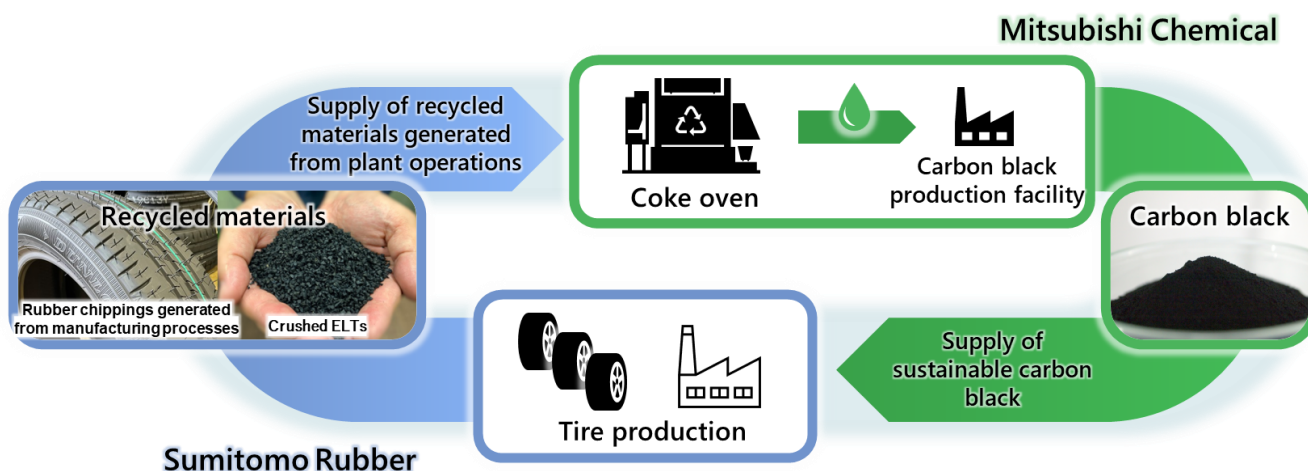 Mitsubishi Chemical
Supply of recycled
materials generated
from plant operations
Coke oven
Carbon black
production facility
Recycled materials
Rubber chippings generated
from manufacturing processes
Crushed ELTs
Carbon black
Supply of
sustainable carbon
black
Tire production
Sumitomo Rubber